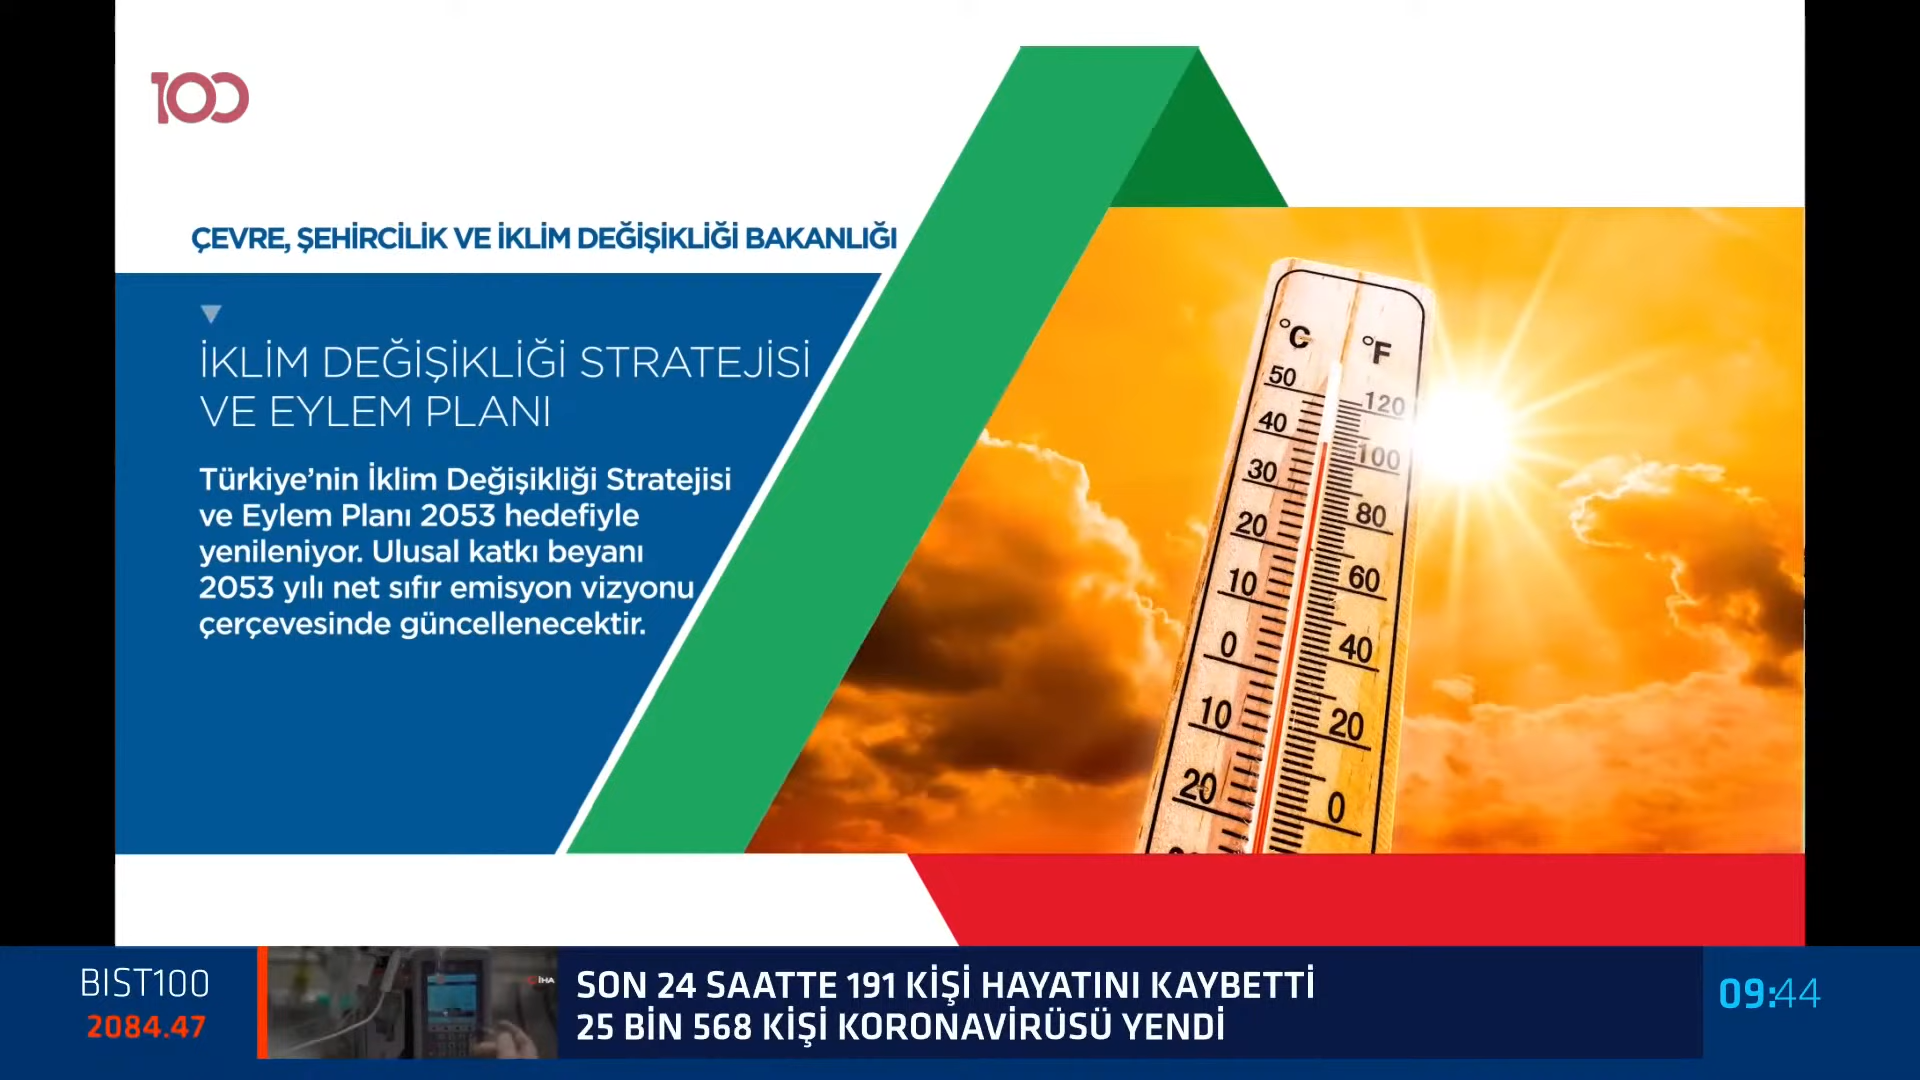 100
ÇEVRE, ŞEHİRCİLİK VE İKLİM DEĞİŞİKLİĞİ BAKANLIĞI
İKLİM DEĞİŞİKLİĞİ STRATEJİSİ
VE EYLEM PLANI
Türkiye’nin İklim Değişikliği Stratejisi
ve Eylem Planı 2053 hedefiyle
yenileniyor. Ulusal katkı beyanı
2053 yılı net sıfır emisyon vizyonu
çerçevesinde güncellenecektir.
°C °F
50 120
40 100
30 80
20 60
10 40
0 20
10 0
20
BIST100
2084.47
İHA
SON 24 SAATTE 191 KİŞİ HAYATINI KAYBETTİ
25 BİN 568 KİŞİ KORONAVİRÜSÜ YENDİ
09:44